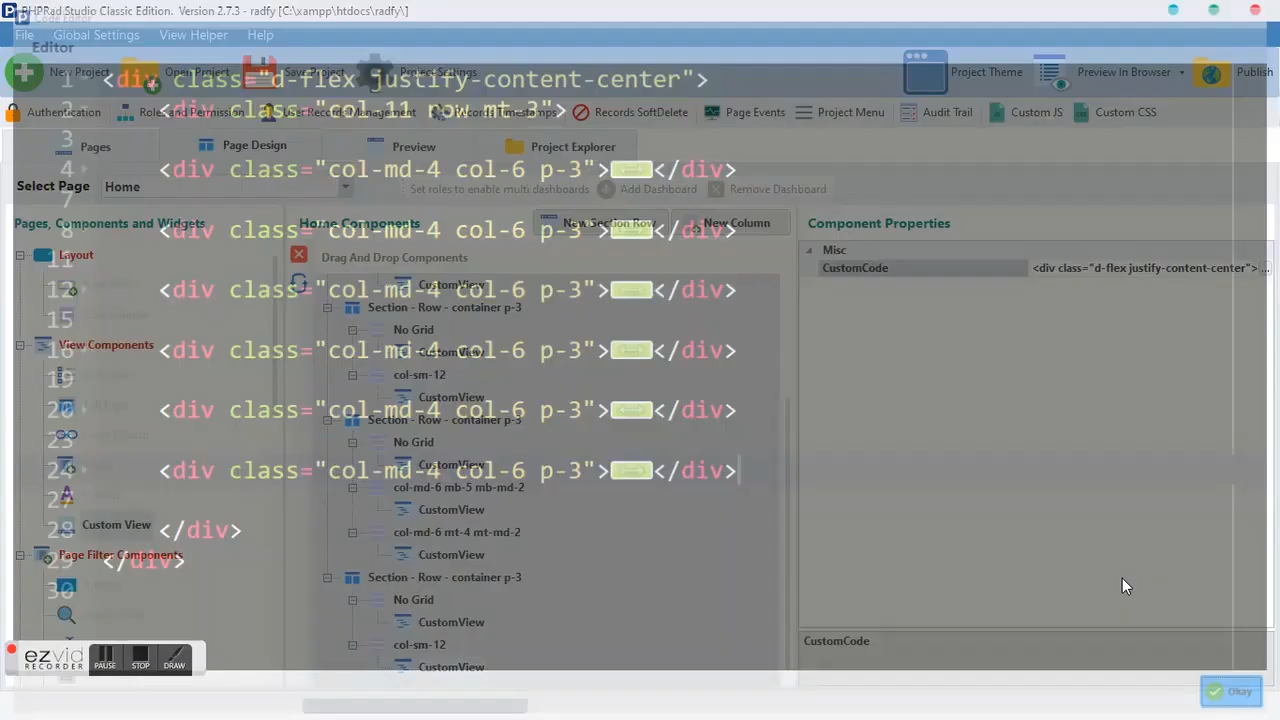 PHPRad Studio Classic Edition. Version 2.7.3 - radfy [C:\xampp\htdocs\radfy\]
Code Editor
File Global Settings View Helper Help
Editor
New Project Open Project Save Project Project Settings Project Theme Preview In Browser Publish
1 <div class="d-flex justify-content-center">
2 <div class="col-11 row mt-3">
Authentication Roles and Permission User Records Management Records Timestamps Records SoftDelete Page Events Project Menu Audit Trail Custom JS Custom CSS
3
Pages Page Design Preview Project Explorer
4 <div class="col-md-4 col-6 p-3"></div>
Select Page Home Set roles to enable multi dashboards Add Dashboard Remove Dashboard
7
Pages, Components and Widgets Home Components New Section Row New Column Component Properties
8 <div class="col-md-4 col-6 p-3"></div>
Misc
11 Layout Drag And Drop Components
CustomCode <div class="d-flex justify-content-center"> ...
CustomView
12 <div class="col-md-4 col-6 p-3"></div>
Section - Row - container p-3
15
No Grid
View Components
16 <div class="col-md-4 col-6 p-3"></div>
CustomView
19 col-sm-12
CustomView
20 <div class="col-md-4 col-6 p-3"></div>
Section - Row - container p-3
23 No Grid
CustomView
24 <div class="col-md-4 col-6 p-3"></div>
col-md-6 mb-5 mb-md-2
27
CustomView
Custom View
28 </div>
col-md-6 mt-4 mt-md-2
Page Filter Components CustomView
29 </div>
Section - Row - container p-3
30
No Grid
CustomView
CustomCode
col-sm-12
ezvid
RECORDER
PAUSE STOP DRAW
CustomView
Okay